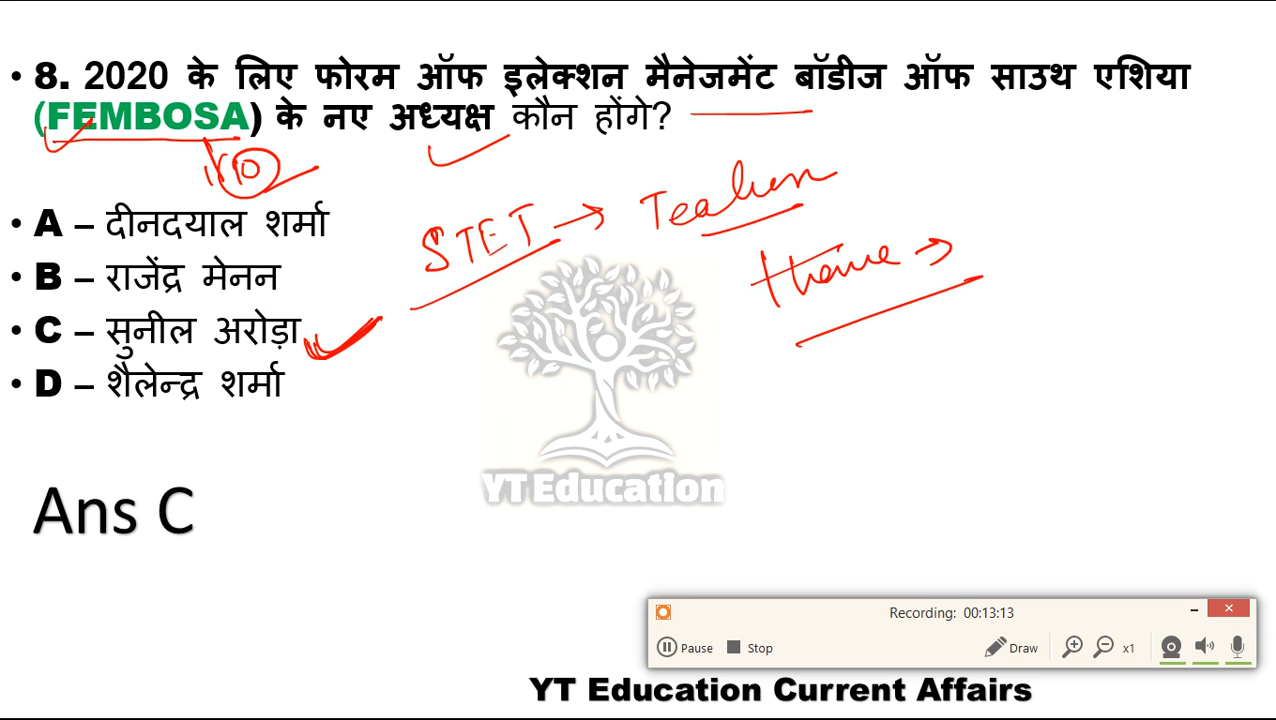 • 8. 2020 के लिए फोरम ऑफ इलेक्शन मैनेजमेंट बॉडीज ऑफ साउथ एशिया
(FEMBOSA) के नए अध्यक्ष कौन होंगे?
10
• A – दीनदयाल शर्मा
STET → 
• B – राजेंद्र मेनन
theme →
• C – सुनील अरोड़ा
• D – शैलेन्द्र शर्मा
YT Education
Ans C
Recording: 00:13:13
Pause Stop Draw x1
YT Education Current Affairs